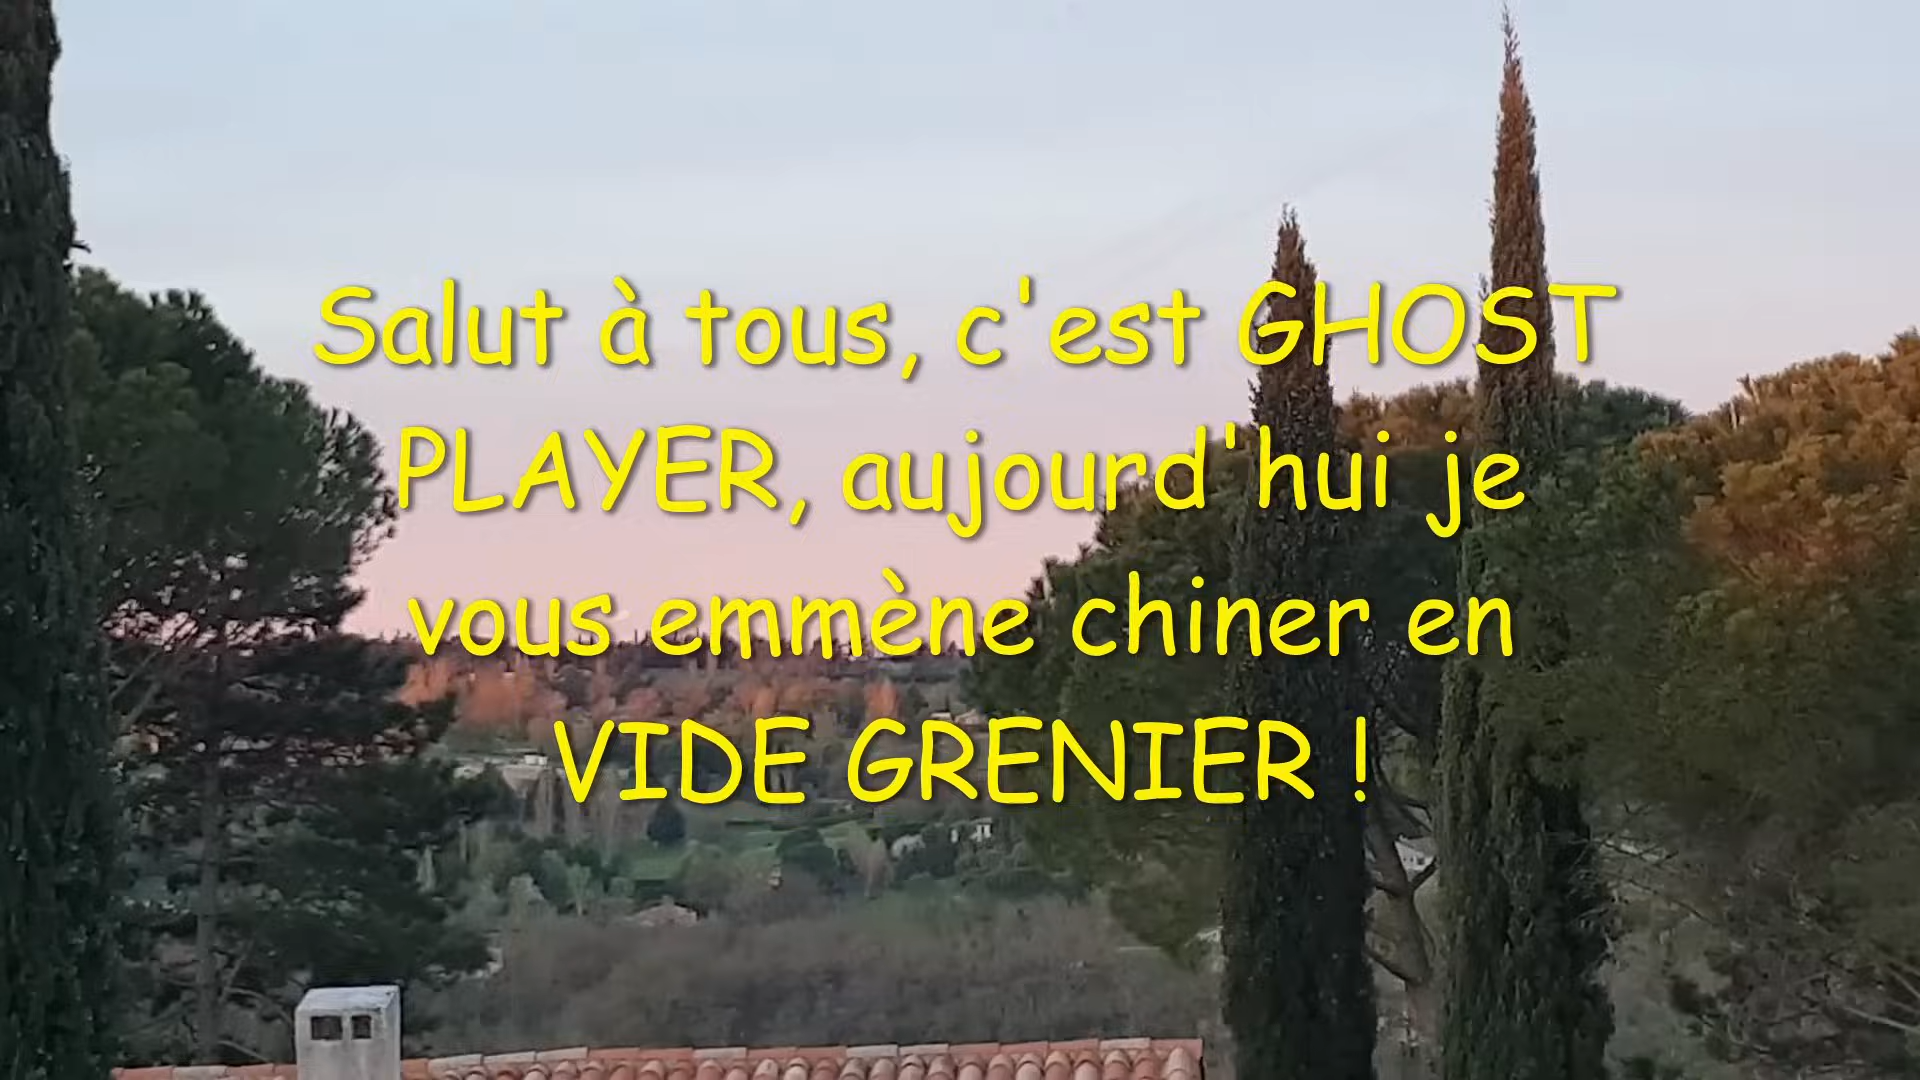 Salut à tous, c'est GHOST
PLAYER, aujourd'hui je
vous emmène chiner en
VIDE GRENIER !